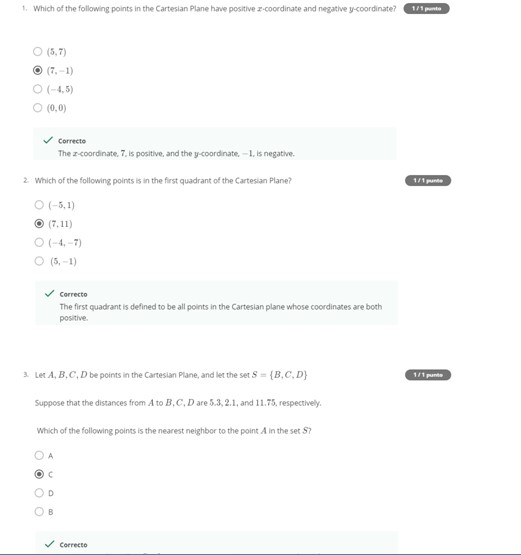 1. Which of the following points in the Cartesian Plane have positive x-coordinate and negative y-coordinate?
1 / 1 punto
(5, 7)
(7, −1)
(−4, 5)
(0, 0)
Correcto
The x-coordinate, 7, is positive, and the y-coordinate, −1, is negative.
2. Which of the following points is in the first quadrant of the Cartesian Plane?
1 / 1 punto
(−5, 1)
(7, 11)
(−4, −7)
(5, −1)
Correcto
The first quadrant is defined to be all points in the Cartesian plane whose coordinates are both
positive.
3. Let A, B, C, D be points in the Cartesian Plane, and let the set S = {B, C, D}
1 / 1 punto
Suppose that the distances from A to B, C, D are 5.3, 2.1, and 11.75, respectively.
Which of the following points is the nearest neighbor to the point A in the set S?
A
C
D
B
Correcto